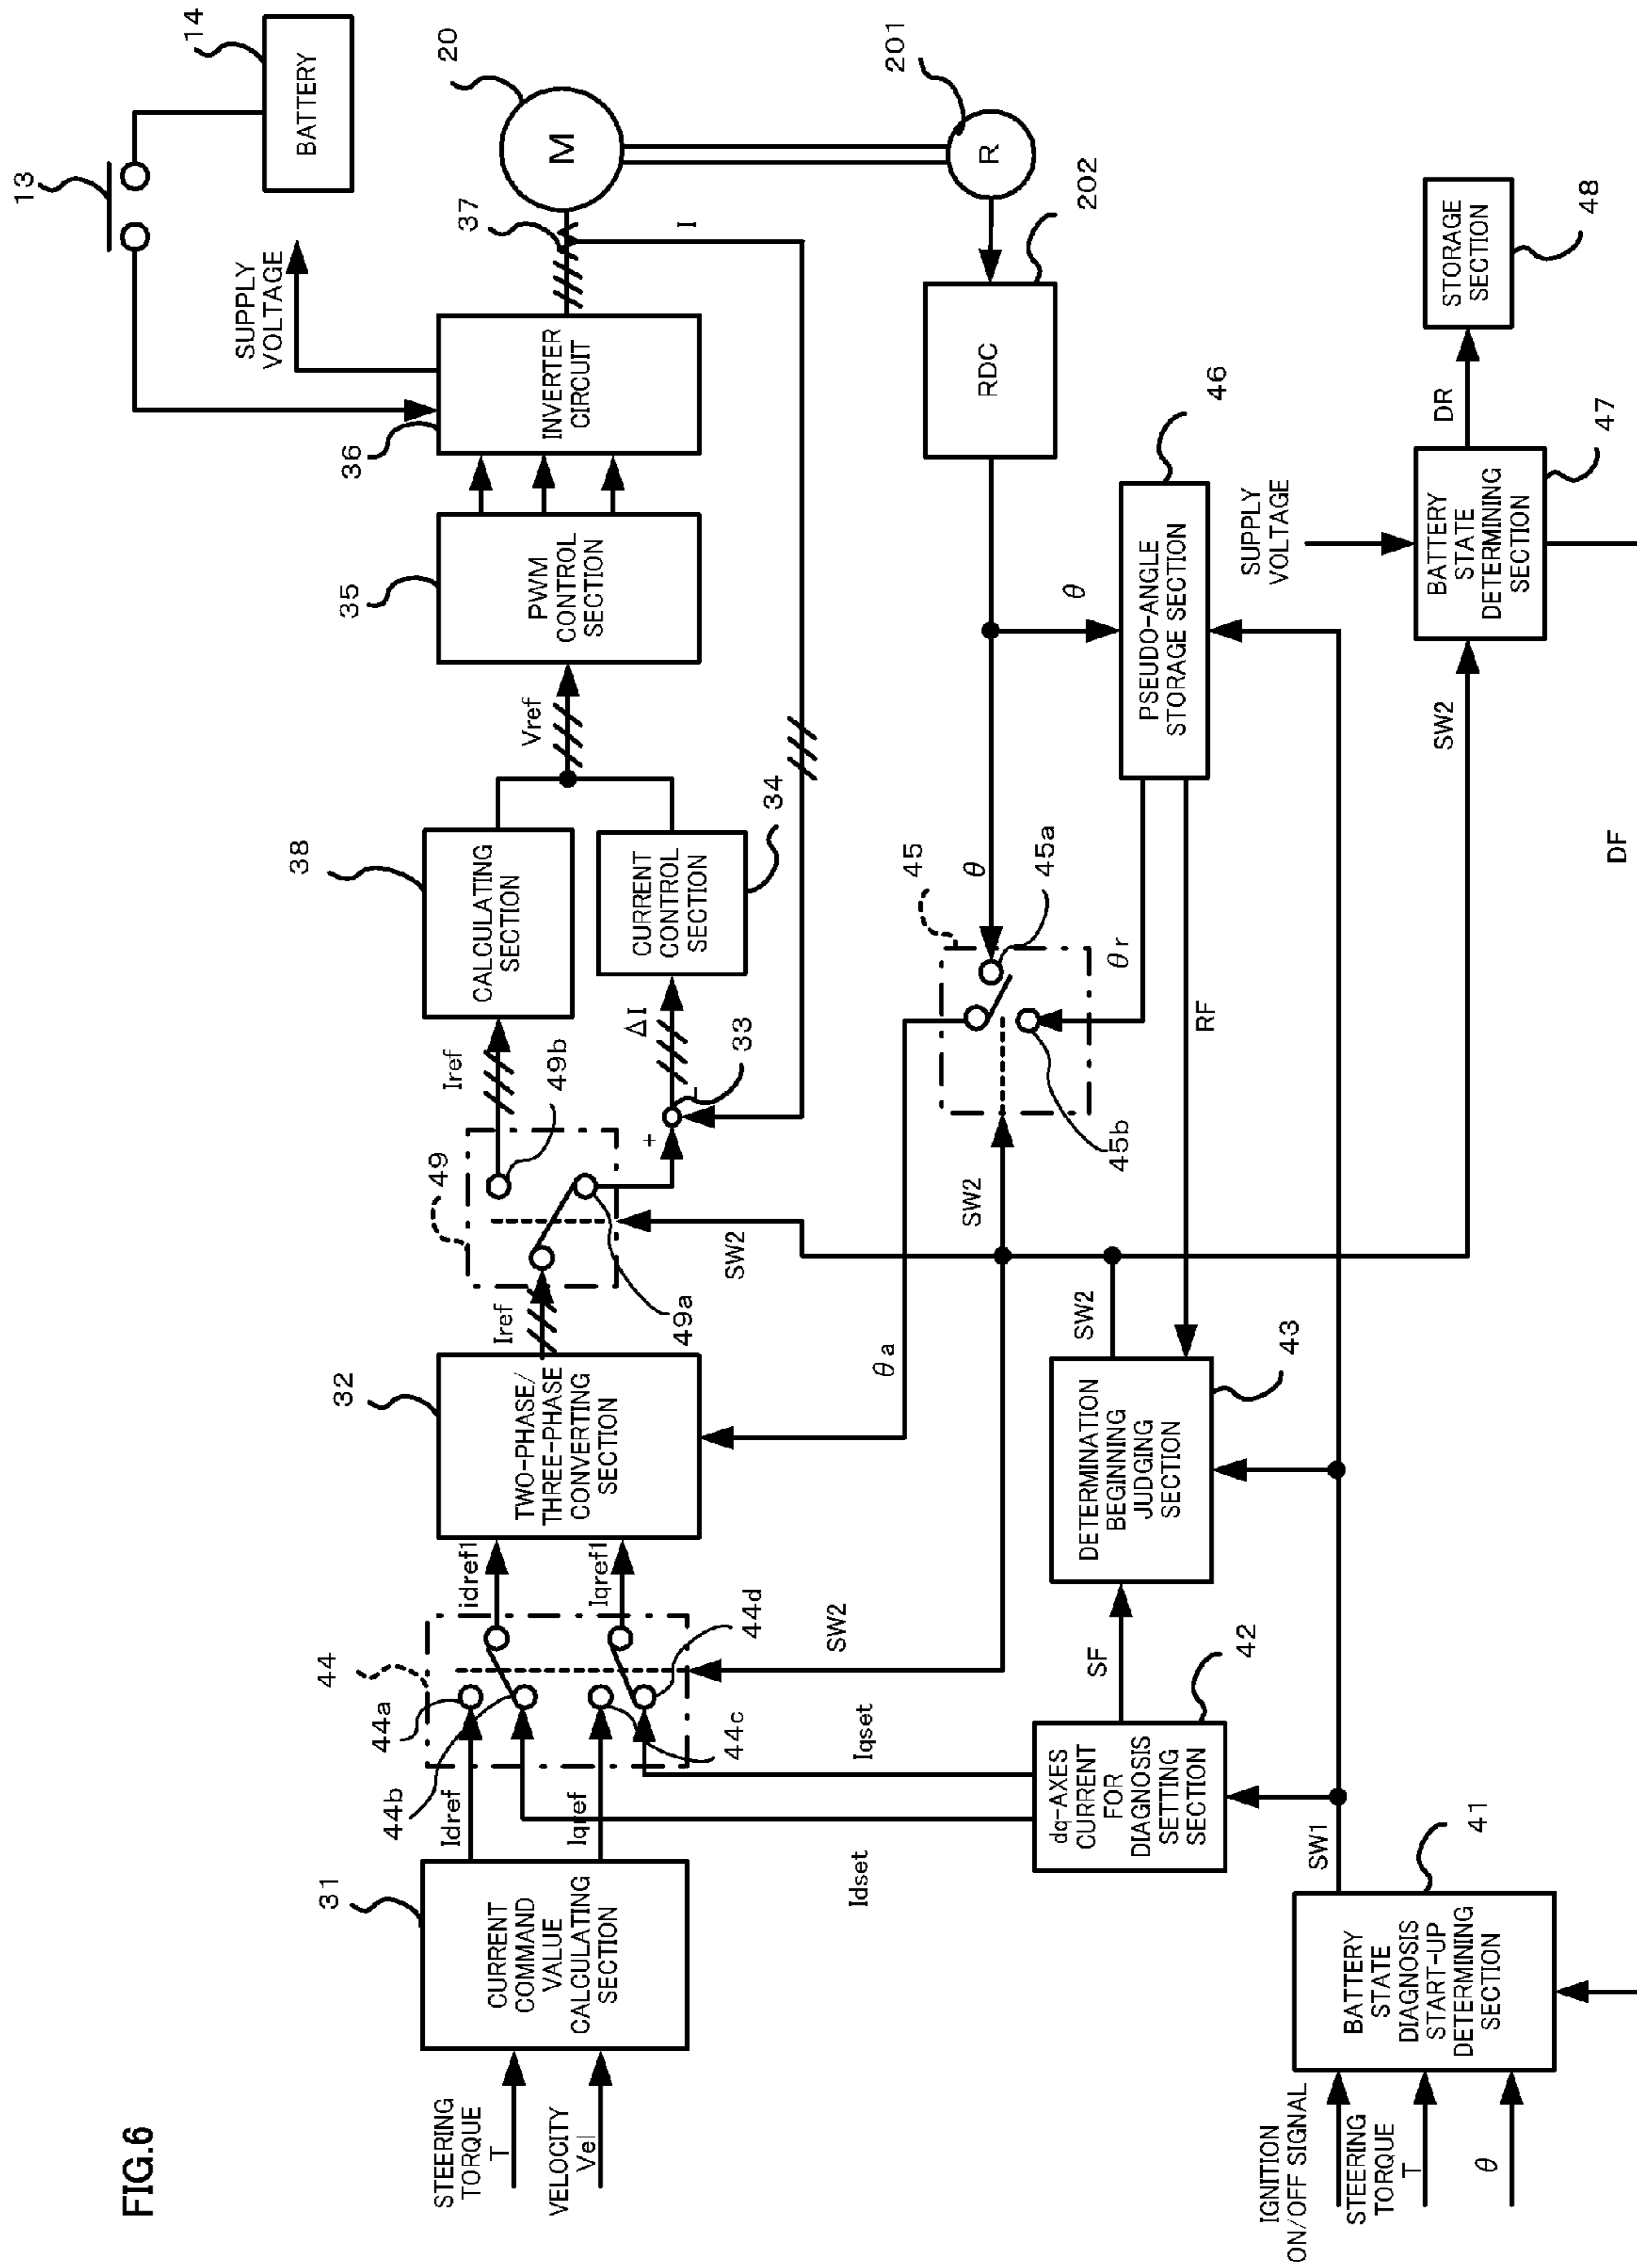 FIG.6
STEERING
TORQUE
T
VELOCITY
Vel
31
CURRENT
COMMAND
VALUE
CALCULATING
SECTION
Idref
Iqref
44
44a
44b
44c
44d
idref1
Iqref1
SW2
32
TWO-PHASE/
THREE-PHASE
CONVERTING
SECTION
Iref
49
49a
49b
SW2
Iref
+
-
33
ΔI
38
CALCULATING
SECTION
CURRENT
CONTROL
SECTION
34
Vref
35
PWM
CONTROL
SECTION
36
INVERTER
CIRCUIT
SUPPLY
VOLTAGE
37
I
13
14
BATTERY
20
M
201
R
202
RDC
θ
θ
45
45a
45b
θa
θr
SW2
46
PSEUDO-ANGLE
STORAGE SECTION
RF
Idset
Iqset
dq-AXES
CURRENT
FOR
DIAGNOSIS
SETTING
SECTION
42
SF
DETERMINATION
BEGINNING
JUDGING
SECTION
43
SW2
IGNITION
ON/OFF SIGNAL
STEERING
TORQUE
T
θ
BATTERY
STATE
DIAGNOSIS
START-UP
DETERMINING
SECTION
41
SW1
SW2
SUPPLY
VOLTAGE
BATTERY
STATE
DETERMINING
SECTION
47
DR
STORAGE
SECTION
48
DF